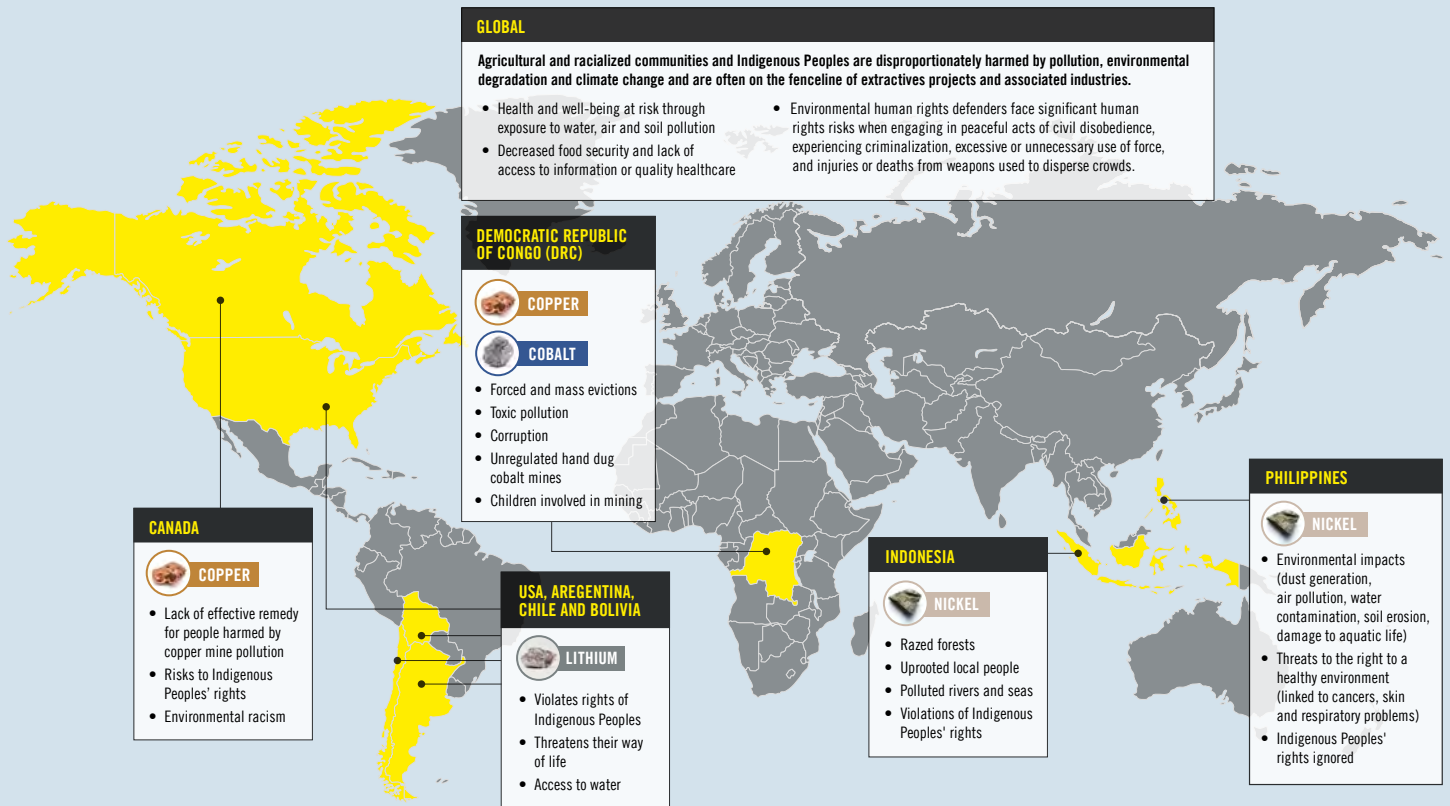 GLOBAL
Agricultural and racialized communities and Indigenous Peoples are disproportionately harmed by pollution, environmental
degradation and climate change and are often on the fenceline of extractives projects and associated industries.
• Health and well-being at risk through
exposure to water, air and soil pollution
• Decreased food security and lack of
access to information or quality healthcare
• Environmental human rights defenders face significant human
rights risks when engaging in peaceful acts of civil disobedience,
experiencing criminalization, excessive or unnecessary use of force,
and injuries or deaths from weapons used to disperse crowds.
DEMOCRATIC REPUBLIC
OF CONGO (DRC)
COPPER
COBALT
• Forced and mass evictions
• Toxic pollution
• Corruption
• Unregulated hand dug
cobalt mines
• Children involved in mining
CANADA
COPPER
• Lack of effective remedy
for people harmed by
copper mine pollution
• Risks to Indigenous
Peoples' rights
• Environmental racism
USA, AREGENTINA,
CHILE AND BOLIVIA
LITHIUM
• Violates rights of
Indigenous Peoples
• Threatens their way
of life
• Access to water
INDONESIA
NICKEL
• Razed forests
• Uprooted local people
• Polluted rivers and seas
• Violations of Indigenous
Peoples' rights
PHILIPPINES
NICKEL
• Environmental impacts
(dust generation,
air pollution, water
contamination, soil erosion,
damage to aquatic life)
• Threats to the right to a
healthy environment
(linked to cancers, skin
and respiratory problems)
• Indigenous Peoples'
rights ignored